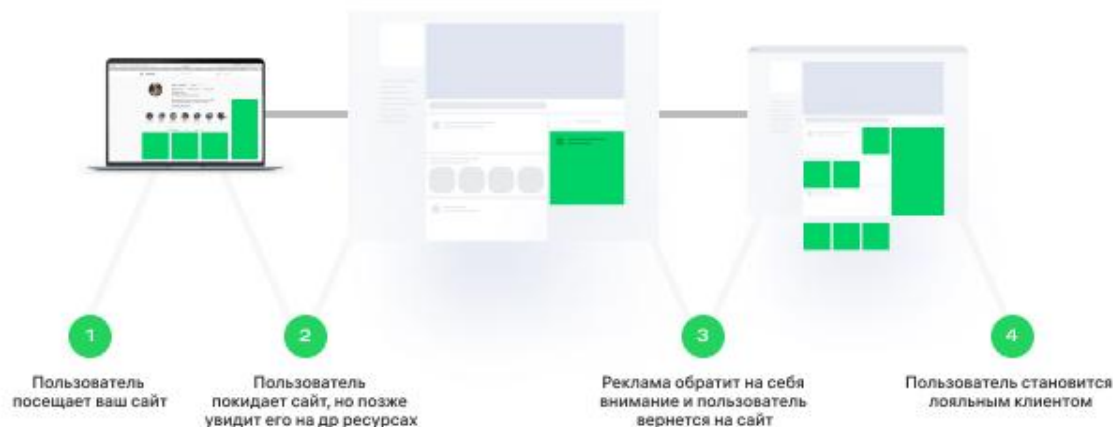 1
Пользователь
посещает ваш сайт
2
Пользователь
покидает сайт, но позже
увидит его на др ресурсах
3
Реклама обратит на себя
внимание и пользователь
вернется на сайт
4
Пользователь становится
лояльным клиентом